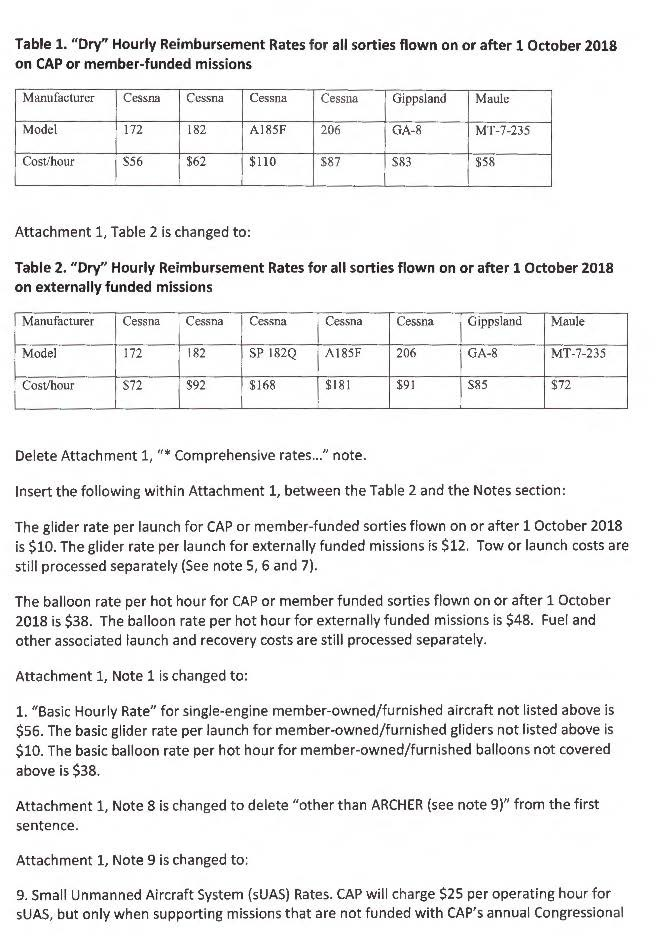 Table 1. “Dry” Hourly Reimbursement Rates for all sorties flown on or after 1 October 2018
on CAP or member-funded missions
Manufacturer Cessna Cessna Cessna Cessna Gippsland Maule
Model 172 182 A185F 206 GA-8 MT-7-235
Cost/hour $56 $62 $110 $87 $83 $58
Attachment 1, Table 2 is changed to:
Table 2. “Dry” Hourly Reimbursement Rates for all sorties flown on or after 1 October 2018
on externally funded missions
Manufacturer Cessna Cessna Cessna Cessna Cessna Gippsland Maule
Model 172 182 SP 182Q A185F 206 GA-8 MT-7-235
Cost/hour $72 $92 $168 $181 $91 $85 $72
Delete Attachment 1, “* Comprehensive rates...” note.
Insert the following within Attachment 1, between the Table 2 and the Notes section:
The glider rate per launch for CAP or member-funded sorties flown on or after 1 October 2018
is $10. The glider rate per launch for externally funded missions is $12. Tow or launch costs are
still processed separately (See note 5, 6 and 7).
The balloon rate per hot hour for CAP or member funded sorties flown on or after 1 October
2018 is $38. The balloon rate per hot hour for externally funded missions is $48. Fuel and
other associated launch and recovery costs are still processed separately.
Attachment 1, Note 1 is changed to:
1. “Basic Hourly Rate” for single-engine member-owned/furnished aircraft not listed above is
$56. The basic glider rate per launch for member-owned/furnished gliders not listed above is
$10. The basic balloon rate per hot hour for member-owned/furnished balloons not covered
above is $38.
Attachment 1, Note 8 is changed to delete “other than ARCHER (see note 9)” from the first
sentence.
Attachment 1, Note 9 is changed to:
9. Small Unmanned Aircraft System (sUAS) Rates. CAP will charge $25 per operating hour for
sUAS, but only when supporting missions that are not funded with CAP’s annual Congressional